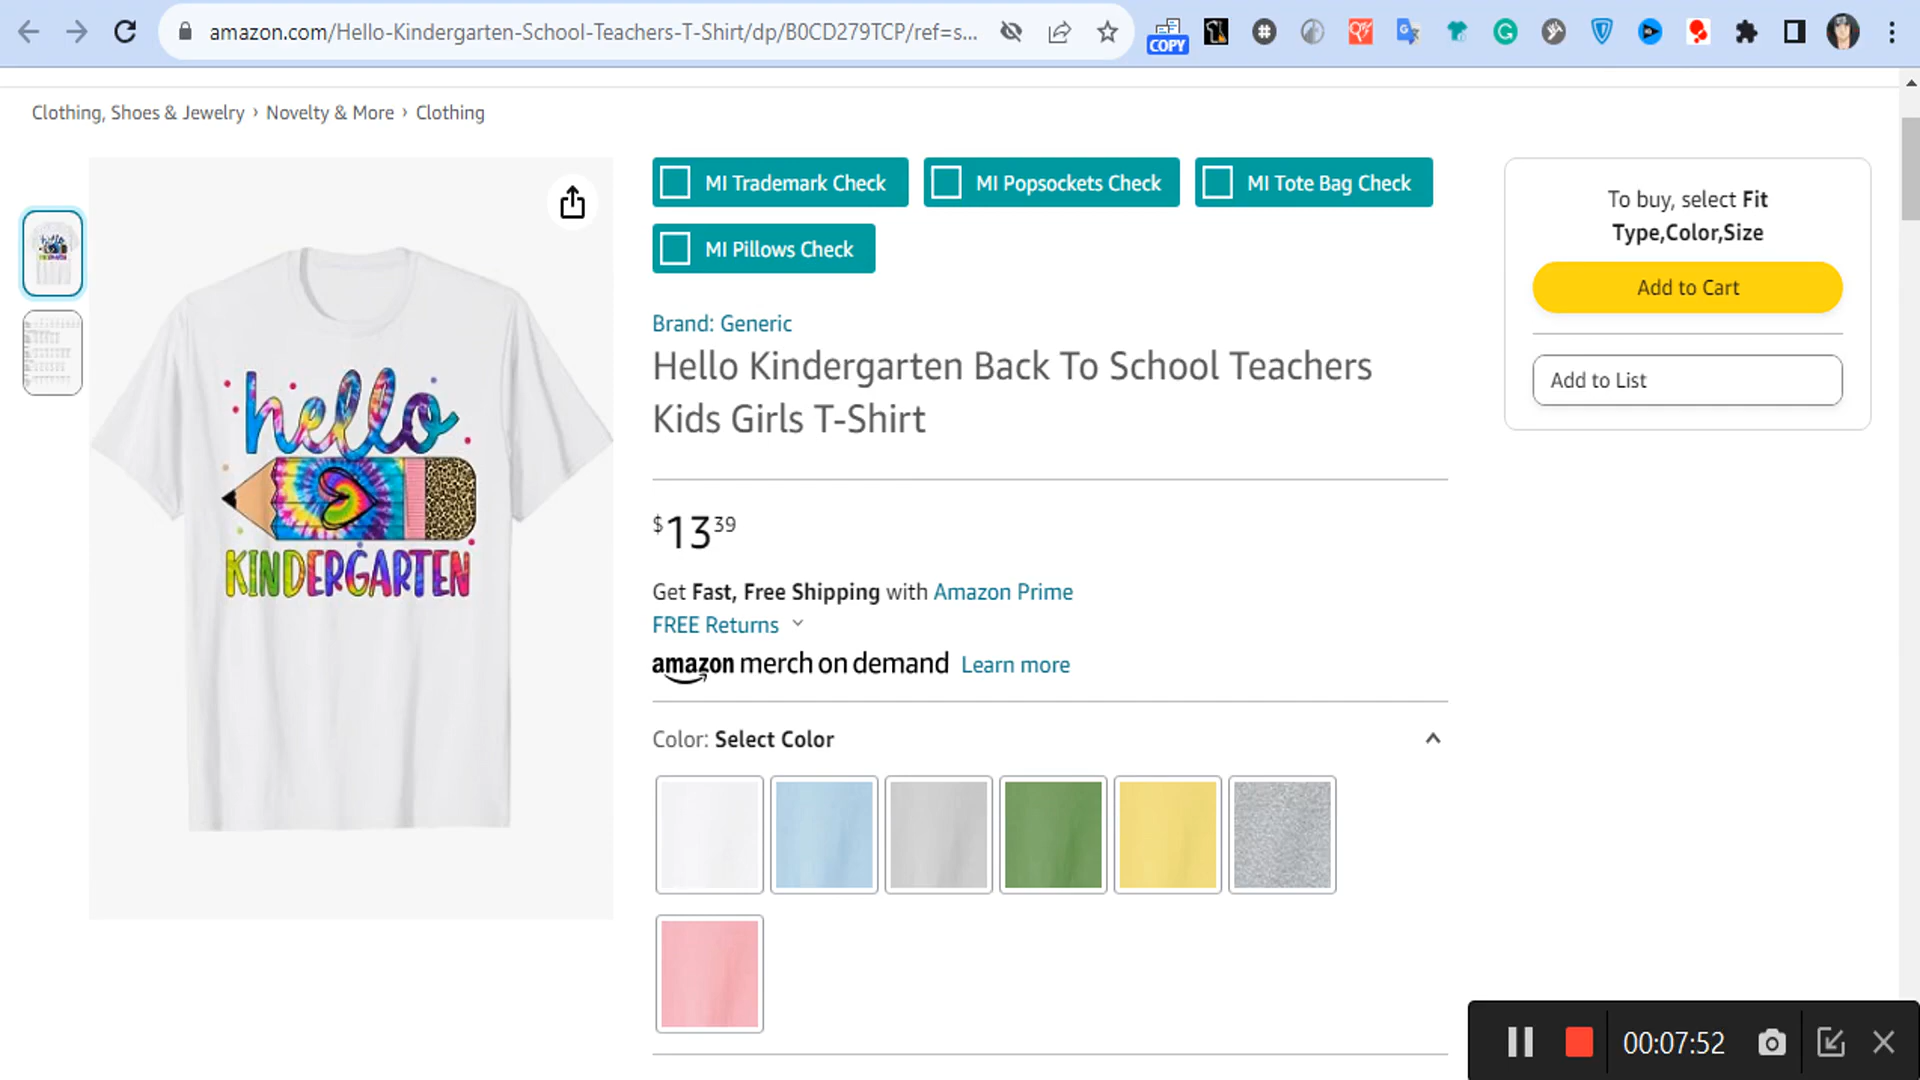 amazon.com/Hello-Kindergarten-School-Teachers-T-Shirt/dp/B0CD279TCP/ref=s...
COPY
Clothing, Shoes & Jewelry › Novelty & More › Clothing
MI Trademark Check
MI Popsockets Check
MI Tote Bag Check
MI Pillows Check
To buy, select Fit
Type,Color,Size
Add to Cart
Add to List
Brand: Generic
Hello Kindergarten Back To School Teachers
Kids Girls T-Shirt
hello
KINDERGARTEN
$13 39
Get Fast, Free Shipping with Amazon Prime
FREE Returns
amazon merch on demand Learn more
Color: Select Color
00:07:52